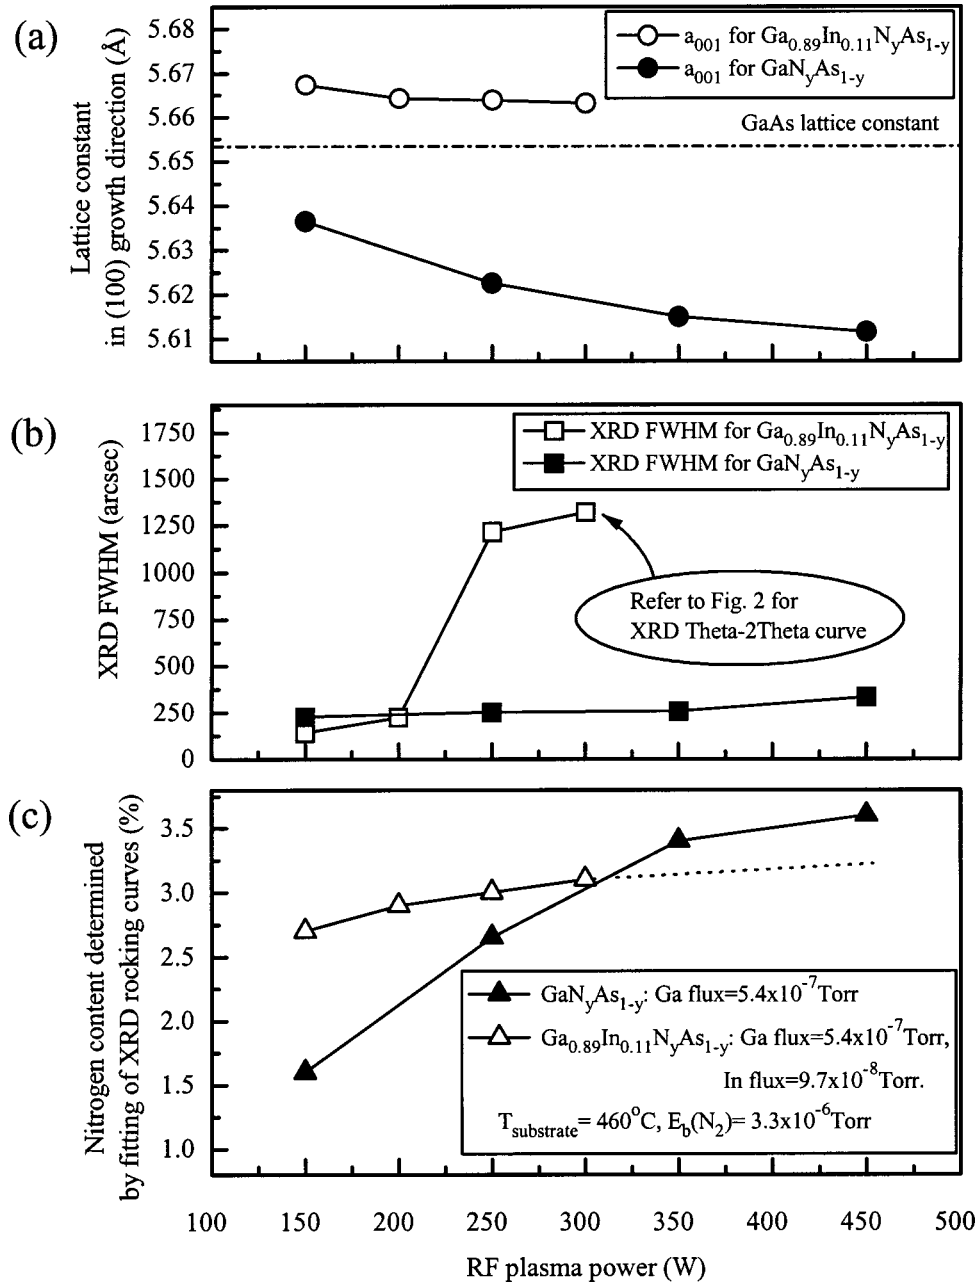 (a)
Lattice constant
in (100) growth direction (Å)
5.68
5.67
5.66
5.65
5.64
5.63
5.62
5.61
a001 for Ga0.89In0.11NyAs1-y
a001 for GaNyAs1-y
GaAs lattice constant
(b)
XRD FWHM (arcsec)
1750
1500
1250
1000
750
500
250
0
XRD FWHM for Ga0.89In0.11NyAs1-y
XRD FWHM for GaNyAs1-y
Refer to Fig. 2 for
XRD Theta-2Theta curve
(c)
Nitrogen content determined
by fitting of XRD rocking curves (%)
3.5
3.0
2.5
2.0
1.5
1.0
GaNyAs1-y: Ga flux=5.4x10-7Torr
Ga0.89In0.11NyAs1-y: Ga flux=5.4x10-7Torr,
In flux=9.7x10-8Torr.
Tsubstrate= 460oC, Eb(N2)= 3.3x10-6Torr
100 150 200 250 300 350 400 450 500
RF plasma power (W)